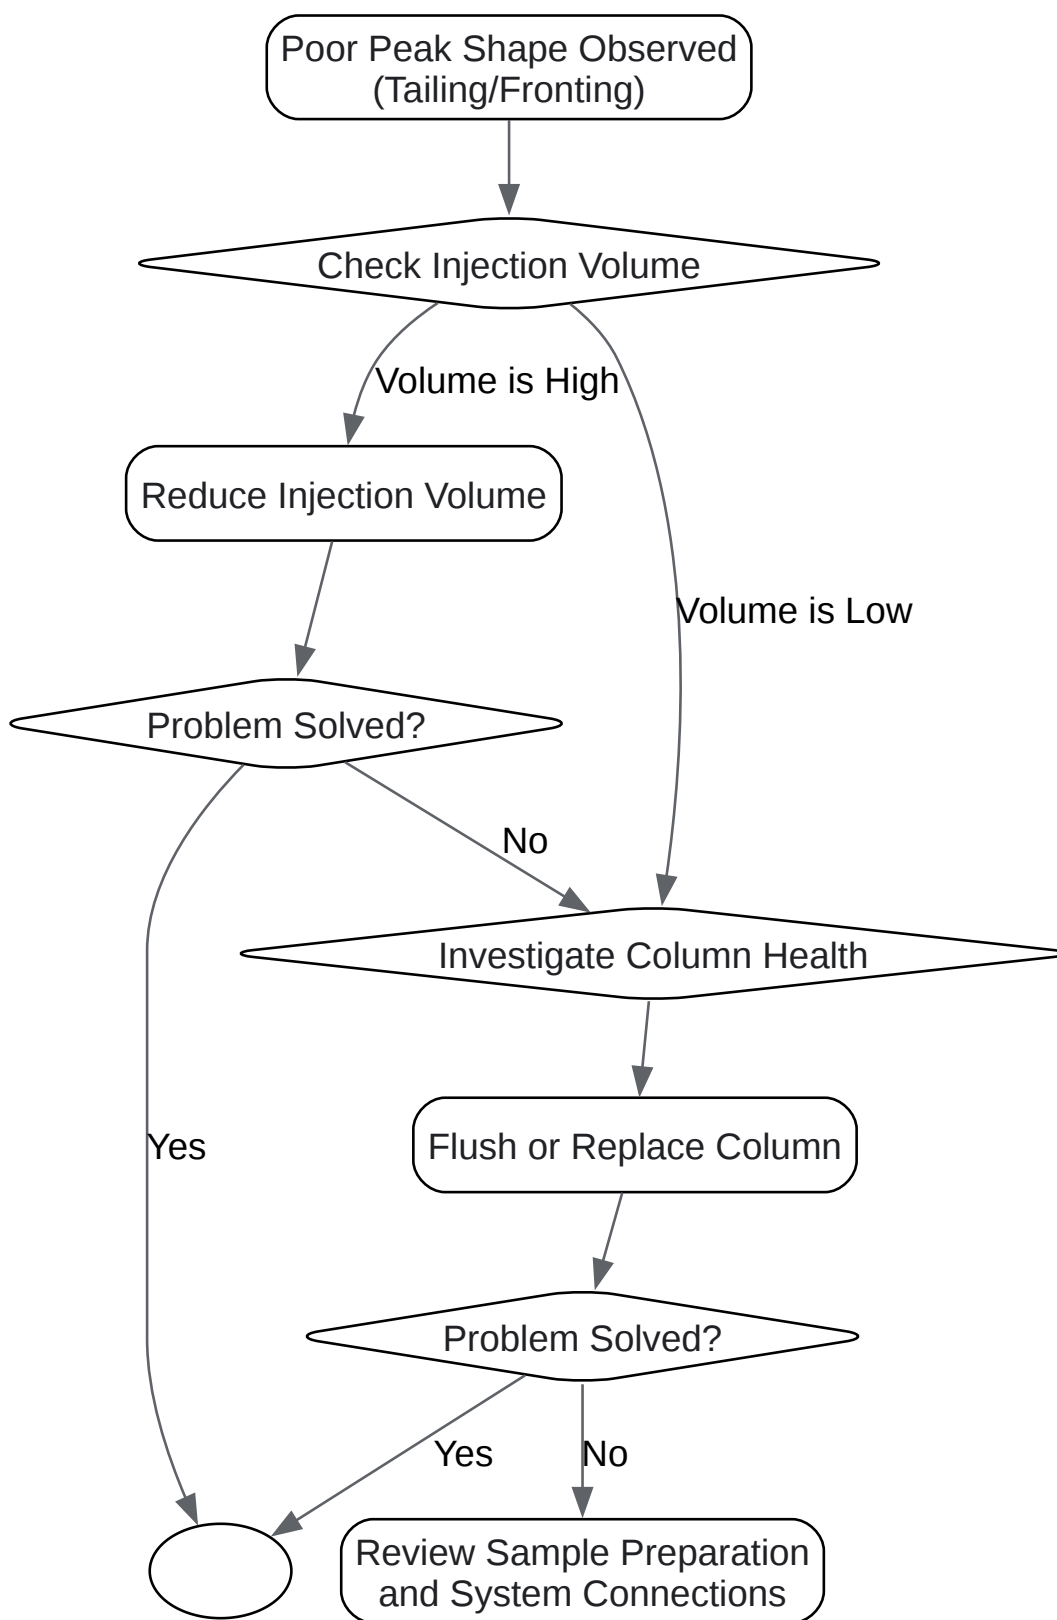 Poor Peak Shape Observed
(Tailing/Fronting)
Check Injection Volume
Volume is High
Reduce Injection Volume
Volume is Low
Problem Solved?
No
Investigate Column Health
Yes
Flush or Replace Column
Problem Solved?
Yes
No
Review Sample Preparation
and System Connections